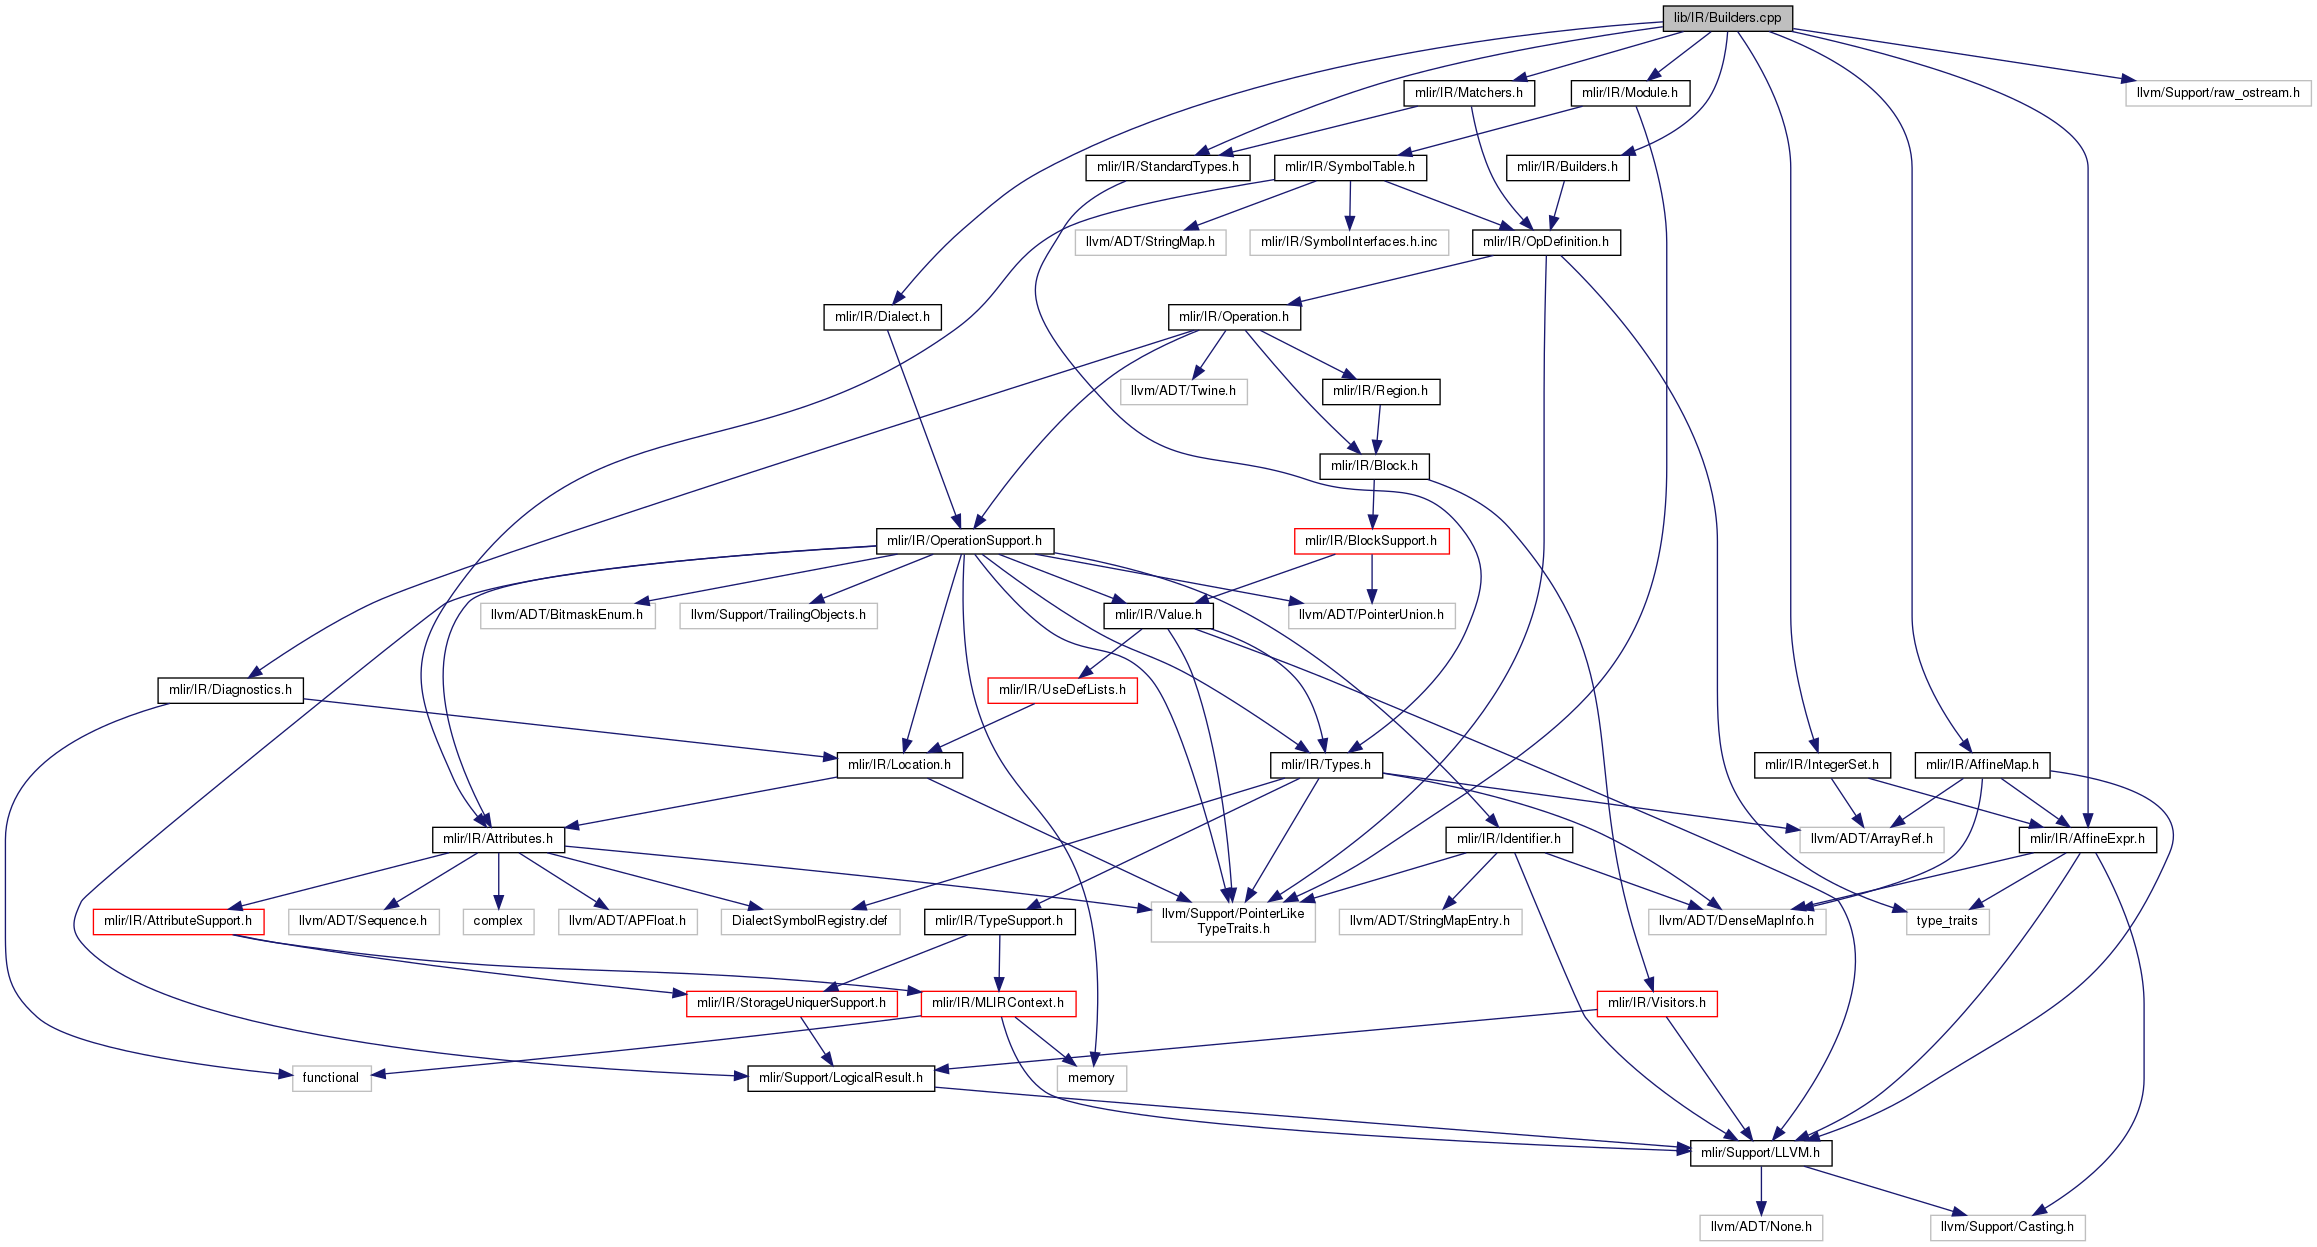 lib/IR/Builders.cpp
mlir/IR/Matchers.h
mlir/IR/Module.h
llvm/Support/raw_ostream.h
mlir/IR/StandardTypes.h
mlir/IR/SymbolTable.h
mlir/IR/Builders.h
llvm/ADT/StringMap.h
mlir/IR/SymbolInterfaces.h.inc
mlir/IR/OpDefinition.h
mlir/IR/Dialect.h
mlir/IR/Operation.h
llvm/ADT/Twine.h
mlir/IR/Region.h
mlir/IR/Block.h
mlir/IR/OperationSupport.h
mlir/IR/BlockSupport.h
llvm/ADT/BitmaskEnum.h
llvm/Support/TrailingObjects.h
mlir/IR/Value.h
llvm/ADT/PointerUnion.h
mlir/IR/Diagnostics.h
mlir/IR/UseDefLists.h
mlir/IR/Location.h
mlir/IR/Types.h
mlir/IR/IntegerSet.h
mlir/IR/AffineMap.h
mlir/IR/Attributes.h
mlir/IR/Identifier.h
llvm/ADT/ArrayRef.h
mlir/IR/AffineExpr.h
mlir/IR/AttributeSupport.h
llvm/ADT/Sequence.h
complex
llvm/ADT/APFloat.h
DialectSymbolRegistry.def
mlir/IR/TypeSupport.h
llvm/Support/PointerLike
TypeTraits.h
llvm/ADT/StringMapEntry.h
llvm/ADT/DenseMapInfo.h
type_traits
mlir/IR/StorageUniquerSupport.h
mlir/IR/MLIRContext.h
mlir/IR/Visitors.h
functional
mlir/Support/LogicalResult.h
memory
mlir/Support/LLVM.h
llvm/ADT/None.h
llvm/Support/Casting.h